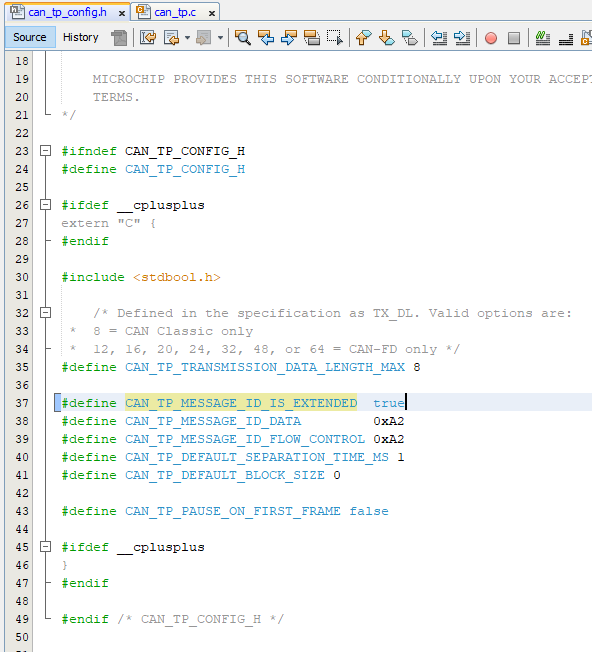 can_tp_config.h x can_tp.c x
Source History
18
19 MICROCHIP PROVIDES THIS SOFTWARE CONDITIONALLY UPON YOUR ACCEPT
20 TERMS.
21 */
22
23 #ifndef CAN_TP_CONFIG_H
24 #define CAN_TP_CONFIG_H
25
26 #ifdef __cplusplus
27 extern "C" {
28 #endif
29
30 #include <stdbool.h>
31
32 /* Defined in the specification as TX_DL. Valid options are:
33 * 8 = CAN Classic only
34 * 12, 16, 20, 24, 32, 48, or 64 = CAN-FD only */
35 #define CAN_TP_TRANSMISSION_DATA_LENGTH_MAX 8
36
37 #define CAN_TP_MESSAGE_ID_IS_EXTENDED true
38 #define CAN_TP_MESSAGE_ID_DATA 0xA2
39 #define CAN_TP_MESSAGE_ID_FLOW_CONTROL 0xA2
40 #define CAN_TP_DEFAULT_SEPARATION_TIME_MS 1
41 #define CAN_TP_DEFAULT_BLOCK_SIZE 0
42
43 #define CAN_TP_PAUSE_ON_FIRST_FRAME false
44
45 #ifdef __cplusplus
46 }
47 #endif
48
49 #endif /* CAN_TP_CONFIG_H */
50